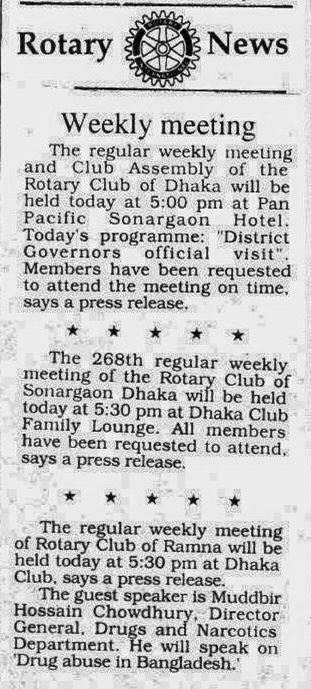 Rotary News
Weekly meeting
The regular weekly meeting
and Club Assembly of the
Rotary Club of Dhaka will be
held today at 5:00 pm at Pan
Pacific Sonargaon Hotel.
Today's programme: "District
Governors official visit".
Members have been requested
to attend the meeting on time,
says a press release.
★ ★ ★ ★ ★
The 268th regular weekly
meeting of the Rotary Club of
Sonargaon Dhaka will be held
today at 5:30 pm at Dhaka Club
Family Lounge. All members
have been requested to attend,
says a press release.
★ ★ ★ ★ ★
The regular weekly meeting
of Rotary Club of Ramna will be
held today at 5:30 pm at Dhaka
Club, says a press release.
The guest speaker is Muddbir
Hossain Chowdhury, Director
General, Drugs and Narcotics
Department. He will speak on
'Drug abuse in Bangladesh.'